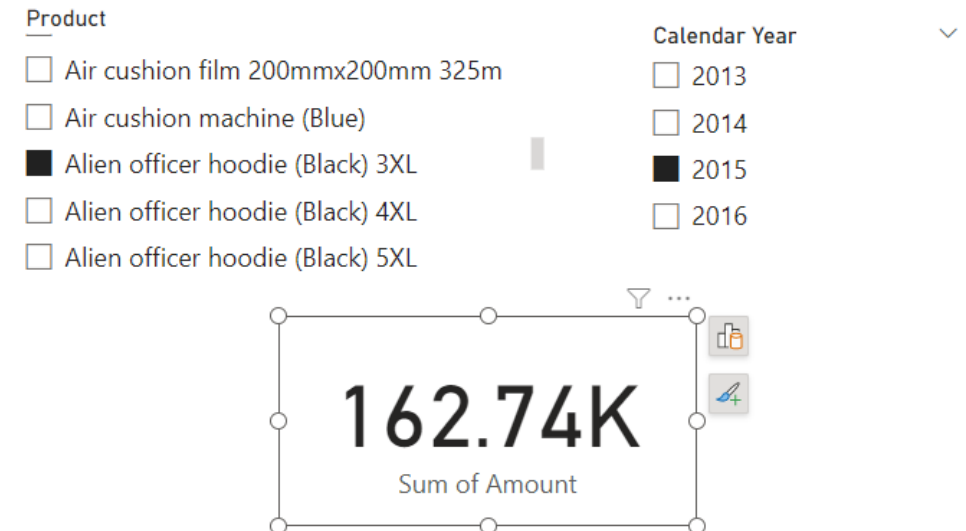 Product
Air cushion film 200mmx200mm 325m
Air cushion machine (Blue)
Alien officer hoodie (Black) 3XL
Alien officer hoodie (Black) 4XL
Alien officer hoodie (Black) 5XL
Calendar Year
2013
2014
2015
2016
162.74K
Sum of Amount